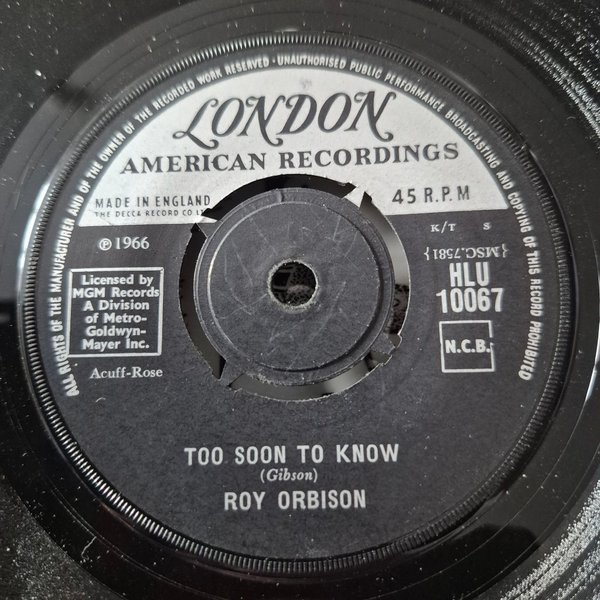 ALL RIGHTS OF THE MANUFACTURER AND OF THE OWNER OF THE RECORDED WORK RESERVED · UNAUTHORISED PUBLIC PERFORMANCE BROADCASTING AND COPYING OF THIS RECORD PROHIBITED
LONDON
AMERICAN RECORDINGS
MADE IN ENGLAND
THE DECCA RECORD CO
45 R.P.M
K/T S
℗ 1966
{MSC.7581}
HLU
10067
Licensed by
MGM Records
A Division
of Metro-
Goldwyn-
Mayer Inc.
N.C.B.
Acuff-Rose
TOO SOON TO KNOW
(Gibson)
ROY ORBISON